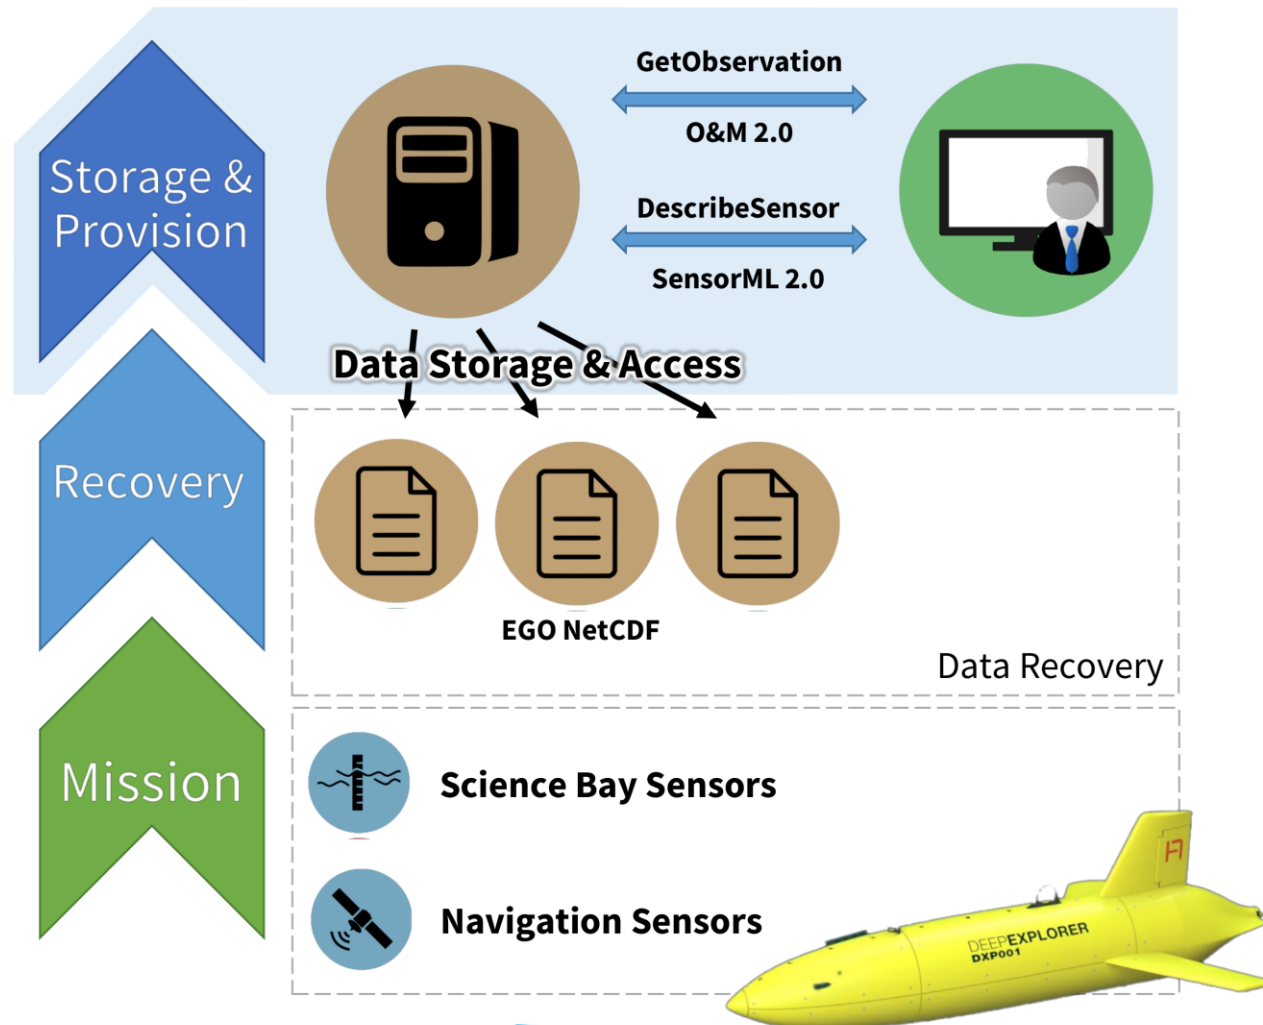 Storage &
Provision
GetObservation
O&M 2.0
DescribeSensor
SensorML 2.0
Data Storage & Access
Recovery
EGO NetCDF
Data Recovery
Mission
Science Bay Sensors
Navigation Sensors
DEEPEXPLORER
DXP001